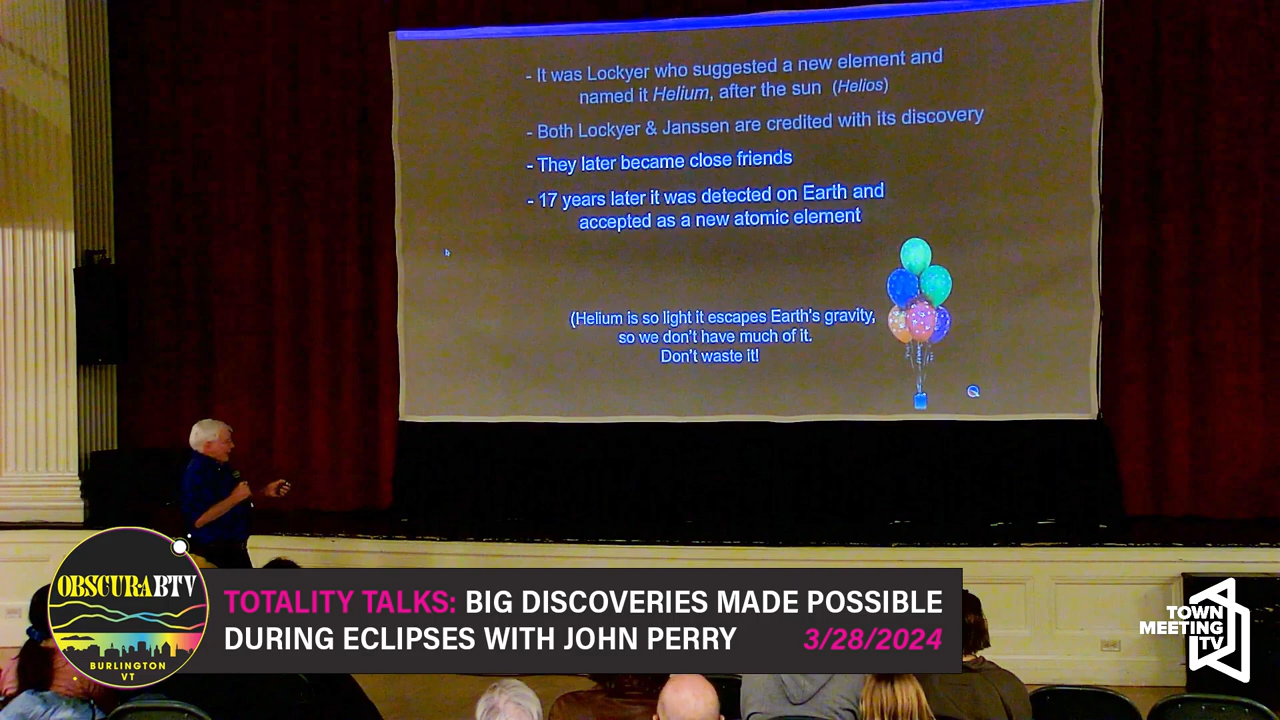 - It was Lockyer who suggested a new element and
named it Helium, after the sun (Helios)
- Both Lockyer & Janssen are credited with its discovery
- They later became close friends
- 17 years later it was detected on Earth and
accepted as a new atomic element
(Helium is so light it escapes Earth's gravity,
so we don't have much of it.
Don't waste it!
OBSCURABTV
BURLINGTON
VT
TOTALITY TALKS: BIG DISCOVERIES MADE POSSIBLE
DURING ECLIPSES WITH JOHN PERRY 3/28/2024
TOWN
MEETING
TV